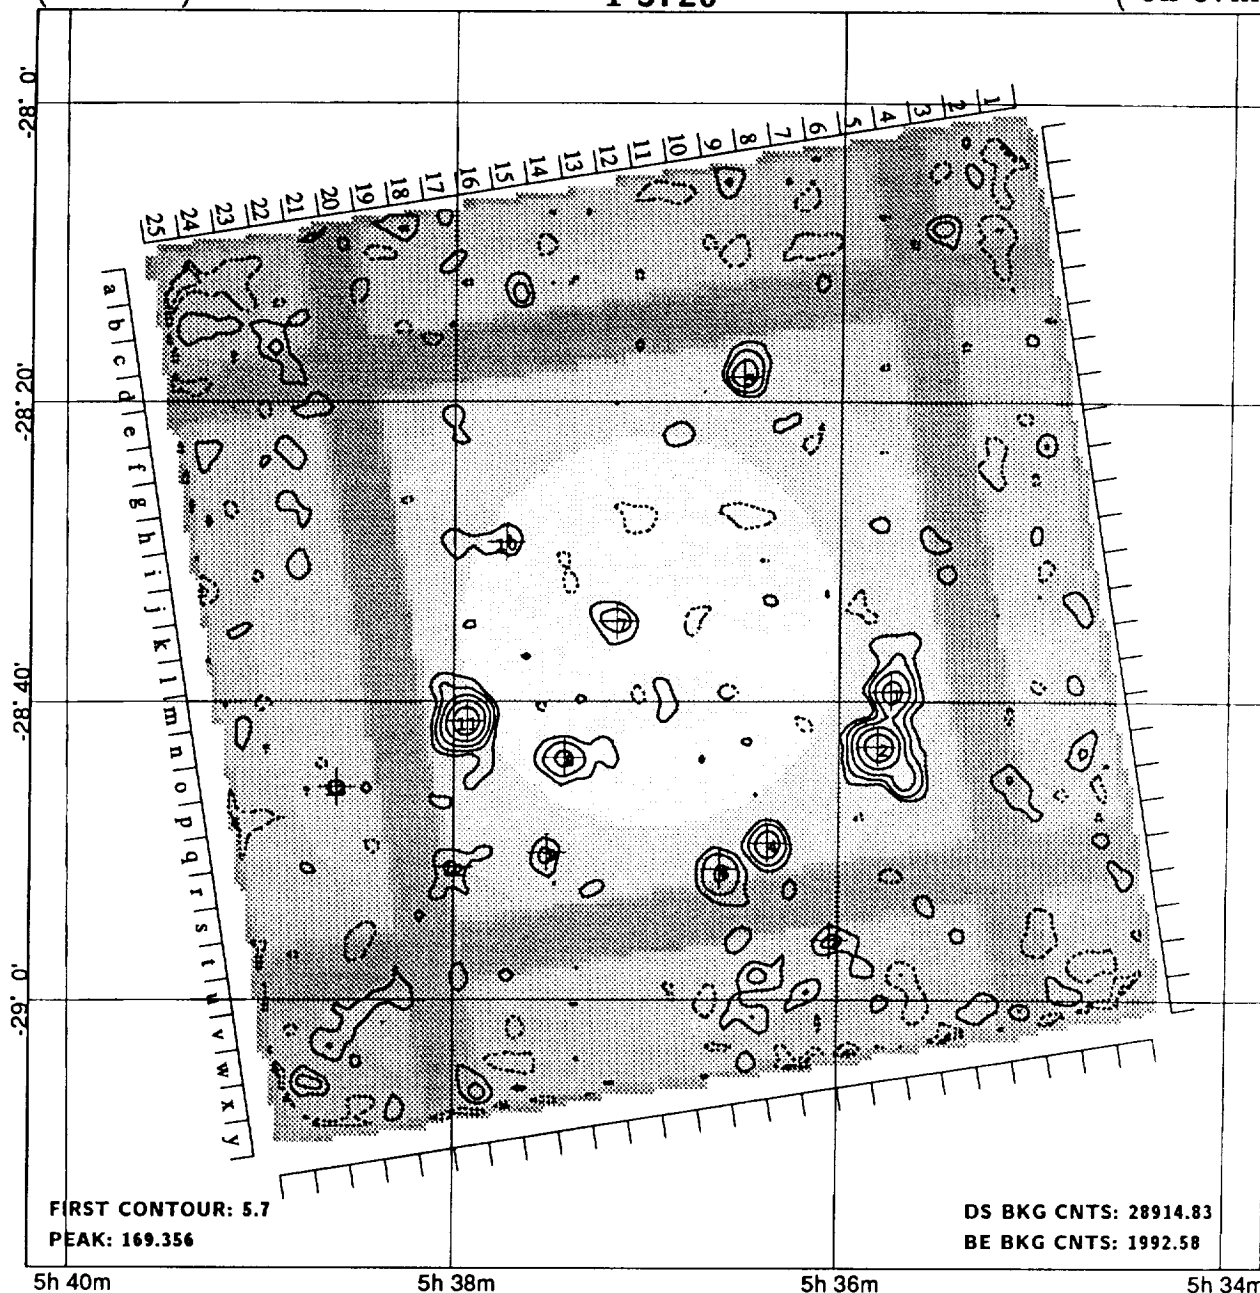 -28° 0'
1
2
3
4
5
6
7
8
9
10
11
12
13
14
15
16
17
18
19
20
21
22
23
24
25
a
b
c
d
e
f
g
h
i
j
k
l
m
n
o
p
q
r
s
t
u
v
w
x
y
-28° 20'
-28° 40'
-29° 0'
FIRST CONTOUR: 5.7
PEAK: 169.356
DS BKG CNTS: 28914.83
BE BKG CNTS: 1992.58
5h 40m
5h 38m
5h 36m
5h 34m